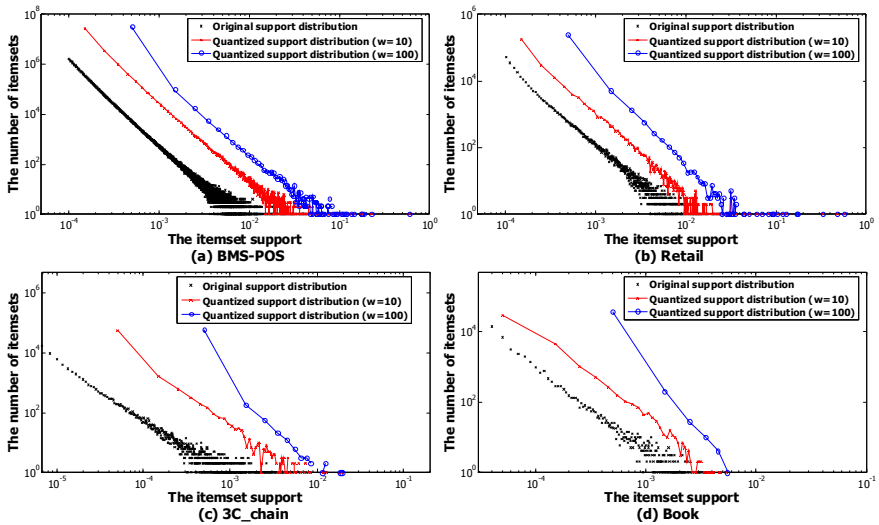 Original support distribution
Quantized support distribution (w=10)
Quantized support distribution (w=100)
The number of itemsets
10^8
10^6
10^4
10^2
1
10^-4
10^-3
10^-2
10^-1
10^0
The itemset support
(a) BMS-POS
Original support distribution
Quantized support distribution (w=10)
Quantized support distribution (w=100)
The number of itemsets
10^6
10^4
10^2
1
10^-4
10^-3
10^-2
10^-1
10^0
The itemset support
(b) Retail
Original support distribution
Quantized support distribution (w=10)
Quantized support distribution (w=100)
The number of itemsets
10^6
10^4
10^2
10^0
10^-5
10^-4
10^-3
10^-2
10^-1
The itemset support
(c) 3C_chain
Original support distribution
Quantized support distribution (w=10)
Quantized support distribution (w=100)
The number of itemsets
10^4
10^2
10^0
10^-4
10^-3
10^-2
10^-1
The itemset support
(d) Book